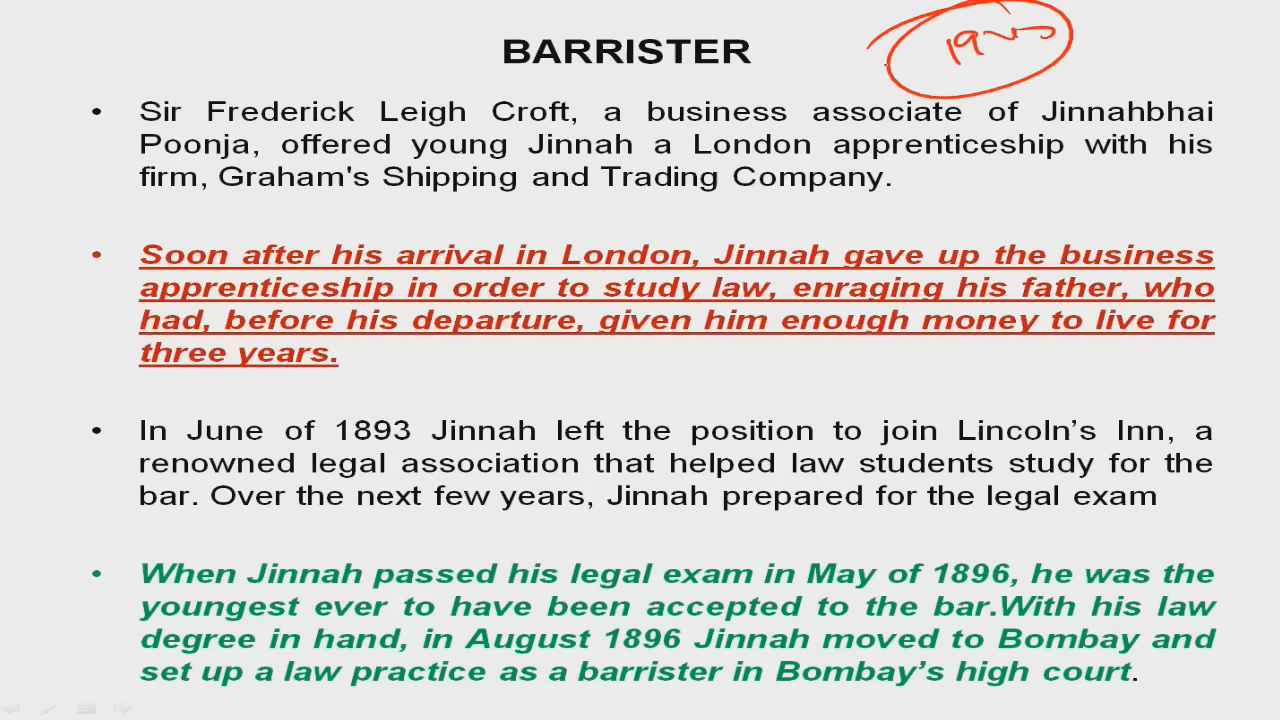 BARRISTER
• Sir Frederick Leigh Croft, a business associate of Jinnahbhai
Poonja, offered young Jinnah a London apprenticeship with his
firm, Graham's Shipping and Trading Company.
• Soon after his arrival in London, Jinnah gave up the business
apprenticeship in order to study law, enraging his father, who
had, before his departure, given him enough money to live for
three years.
• In June of 1893 Jinnah left the position to join Lincoln’s Inn, a
renowned legal association that helped law students study for the
bar. Over the next few years, Jinnah prepared for the legal exam
• When Jinnah passed his legal exam in May of 1896, he was the
youngest ever to have been accepted to the bar.With his law
degree in hand, in August 1896 Jinnah moved to Bombay and
set up a law practice as a barrister in Bombay’s high court.